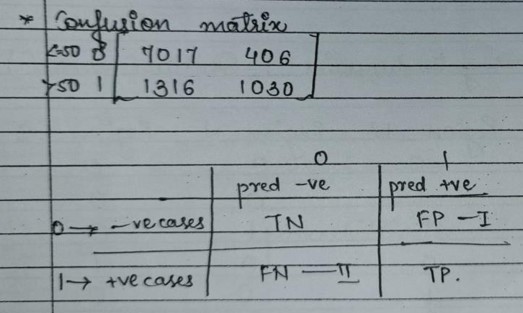 * Confusion matrix
<=50 0 7017 406
>50 1 1316 1030
0 1
pred -ve pred +ve
0 → -ve cases TN FP - I
1 → +ve cases FN - II TP.